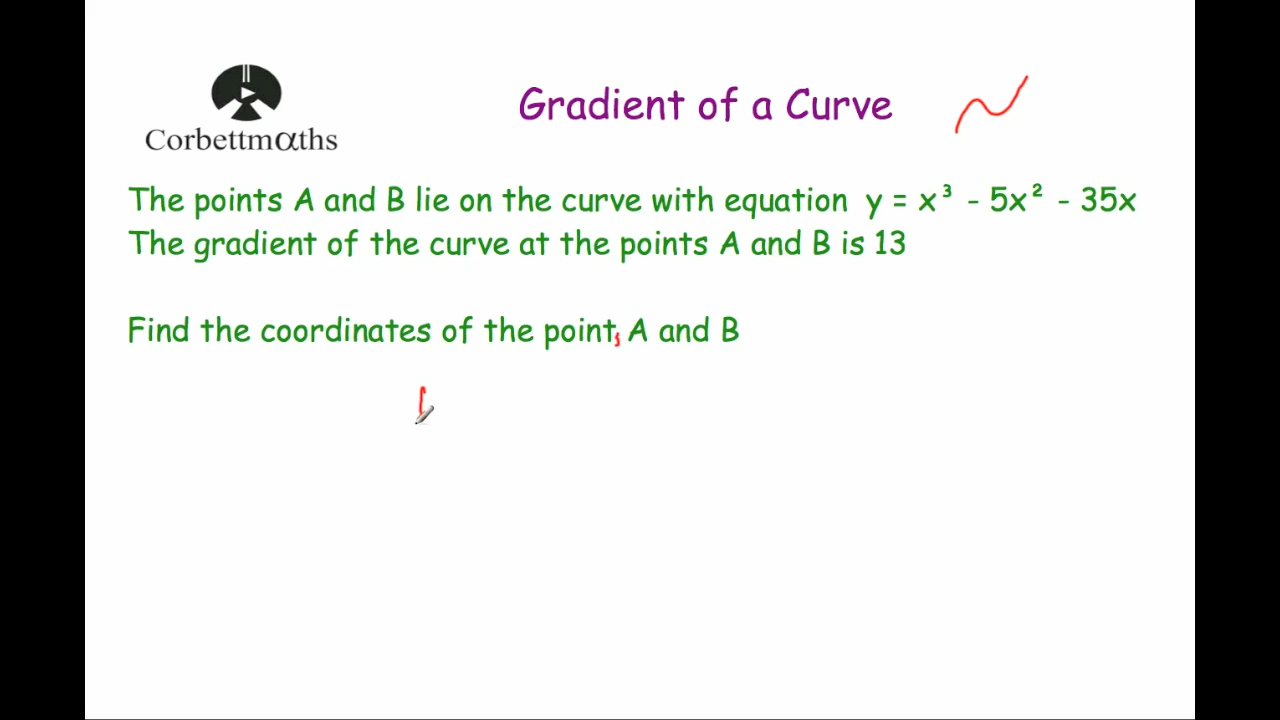 Corbettmαths
Gradient of a Curve
The points A and B lie on the curve with equation y = x³ - 5x² - 35x
The gradient of the curve at the points A and B is 13
Find the coordinates of the points A and B